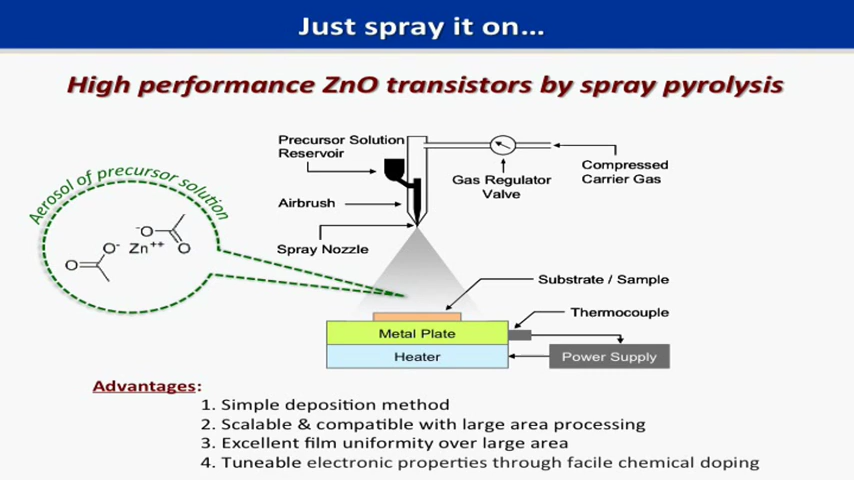 Just spray it on...
High performance ZnO transistors by spray pyrolysis
Precursor Solution
Reservoir
Airbrush
Spray Nozzle
Gas Regulator
Valve
Compressed
Carrier Gas
Aerosol of precursor solution
-O
O
O- Zn++
O
Substrate / Sample
Thermocouple
Metal Plate
Heater
Power Supply
Advantages:
1. Simple deposition method
2. Scalable & compatible with large area processing
3. Excellent film uniformity over large area
4. Tuneable electronic properties through facile chemical doping